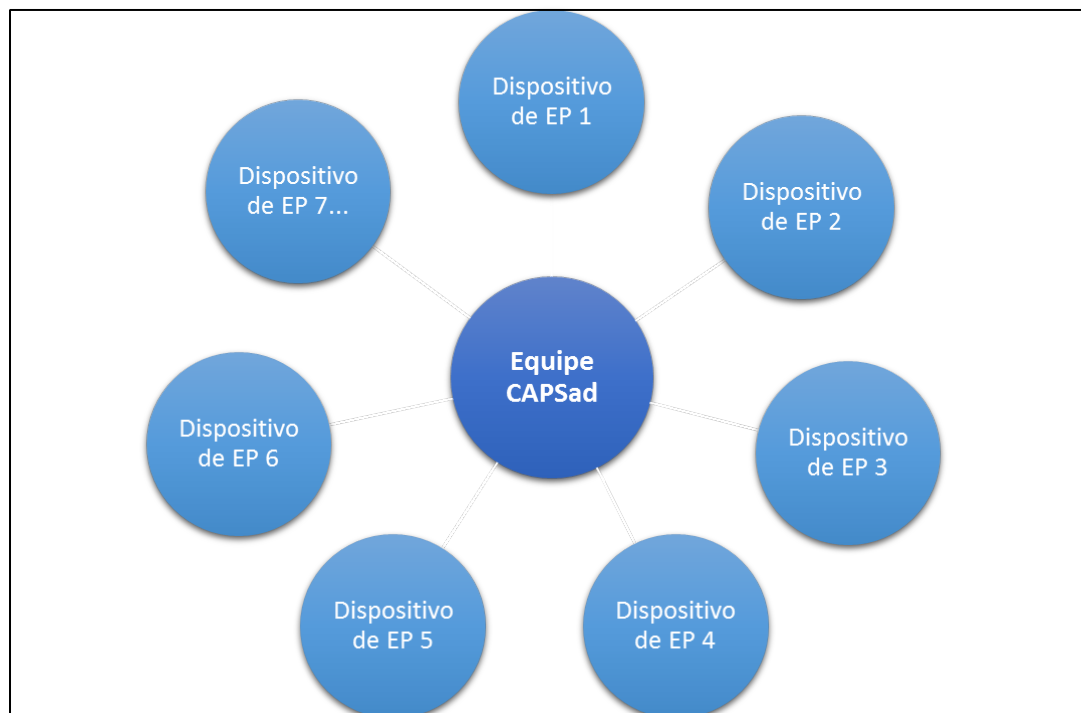 Dispositivo
de EP 1
Dispositivo
de EP 2
Dispositivo
de EP 3
Dispositivo
de EP 4
Dispositivo
de EP 5
Dispositivo
de EP 6
Dispositivo
de EP 7...
Equipe
CAPSad